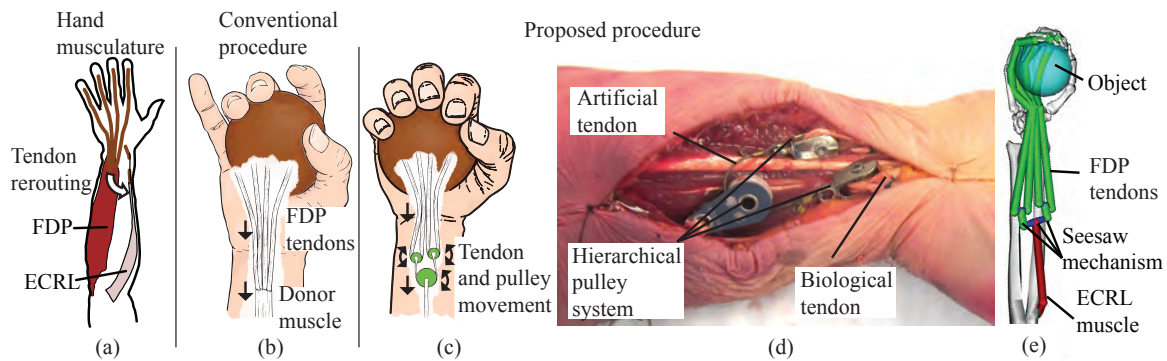 Hand
musculature
Tendon
rerouting
FDP
ECRL
(a)
Conventional
procedure
FDP
tendons
Donor
muscle
(b)
Proposed procedure
Tendon
and pulley
movement
(c)
Artificial
tendon
Hierarchical
pulley
system
Biological
tendon
(d)
Object
FDP
tendons
Seesaw
mechanism
ECRL
muscle
(e)